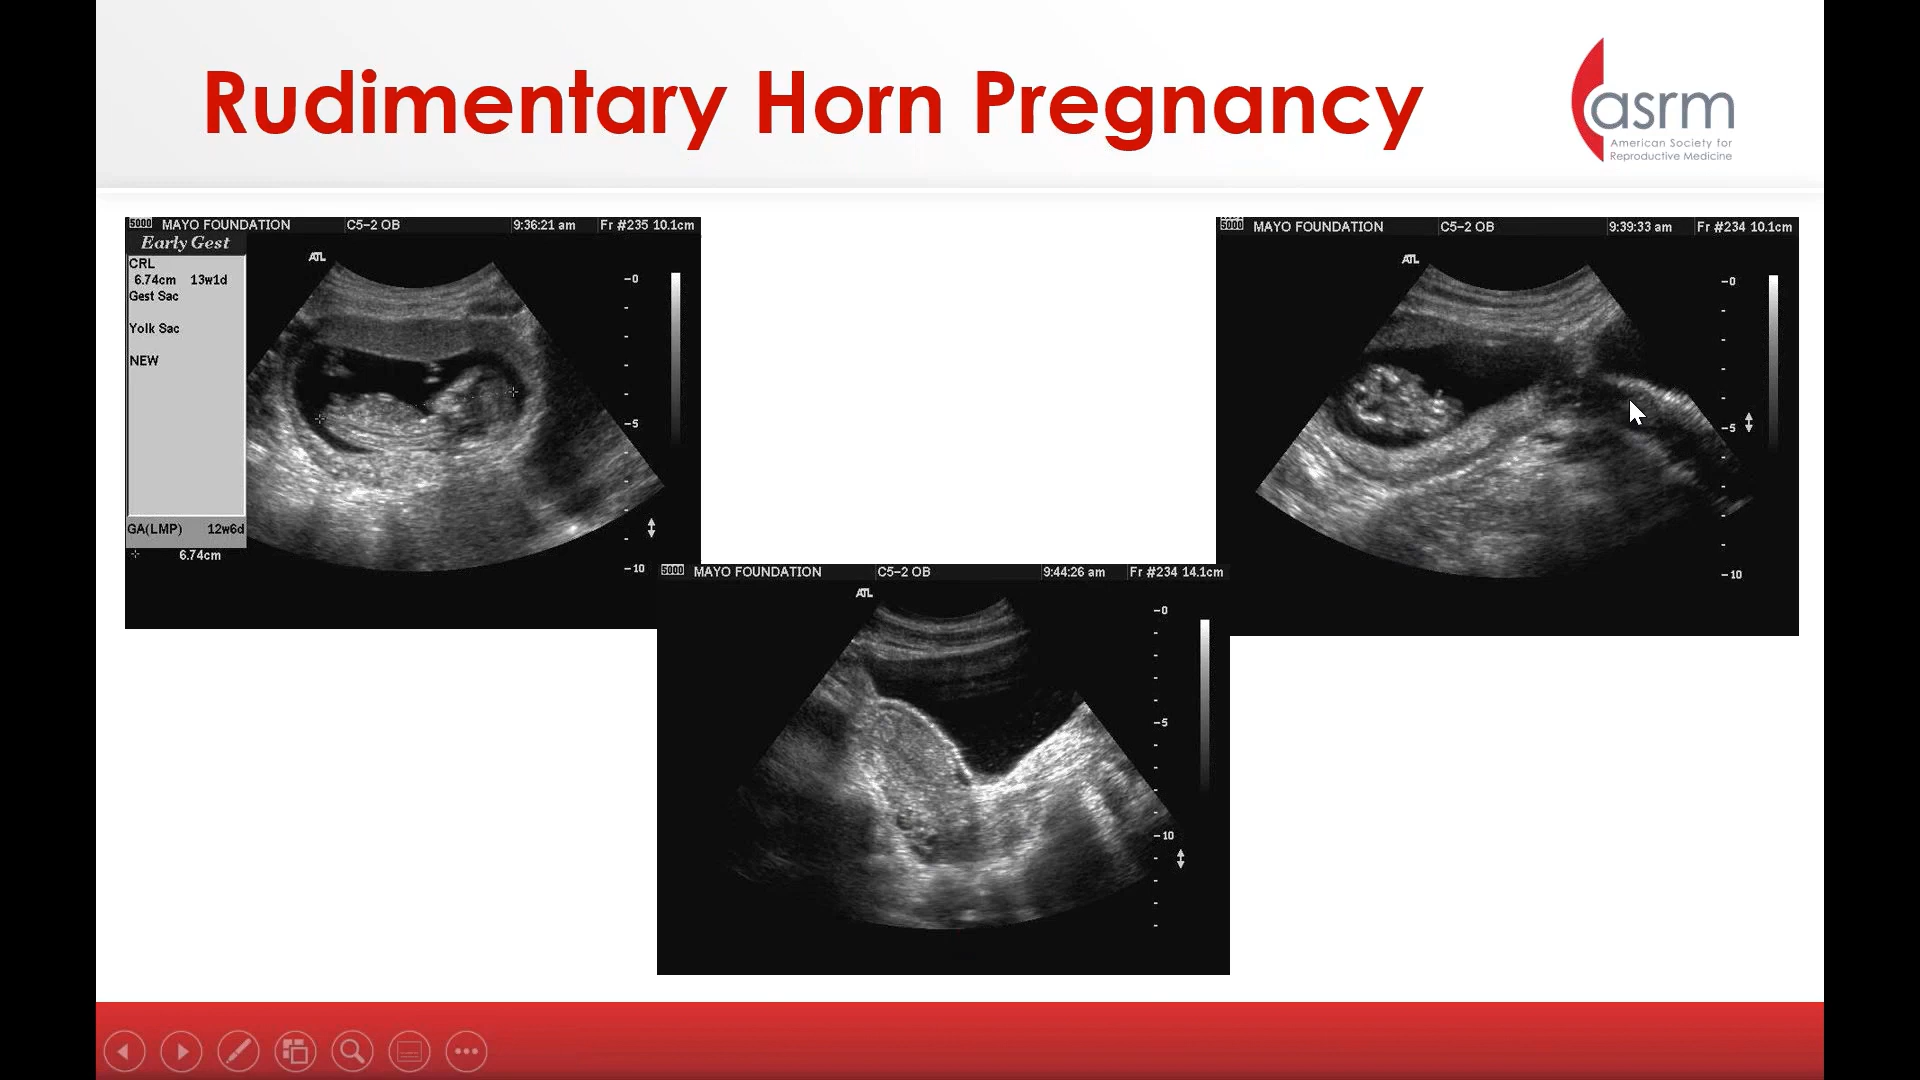 Rudimentary Horn Pregnancy
asrm
American Society for
Reproductive Medicine
5000 MAYO FOUNDATION C5-2 OB 9:36:21 am Fr #235 10.1cm
Early Gest
CRL
6.74cm 13w1d
Gest Sac
Yolk Sac
NEW
GA(LMP) 12w6d
6.74cm
ATL
0
5
10
5000 MAYO FOUNDATION C5-2 OB 9:39:33 am Fr #234 10.1cm
ATL
0
5
10
5000 MAYO FOUNDATION C5-2 OB 9:44:26 am Fr #234 14.1cm
ATL
0
5
10